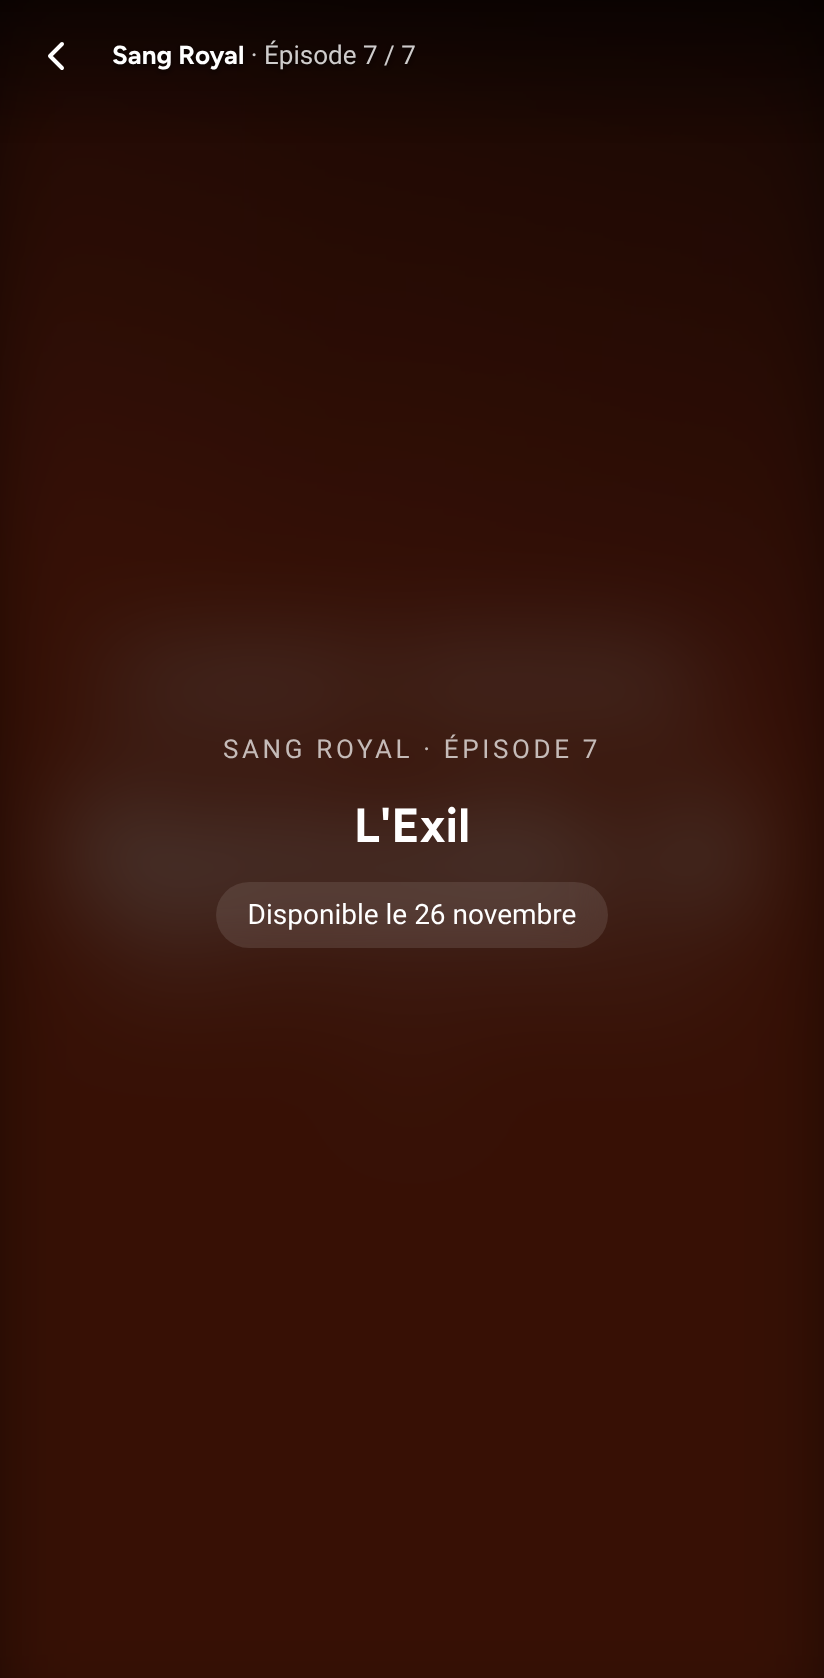 Sang Royal · Épisode 7 / 7
SANG ROYAL · ÉPISODE 7
L'Exil
Disponible le 26 novembre